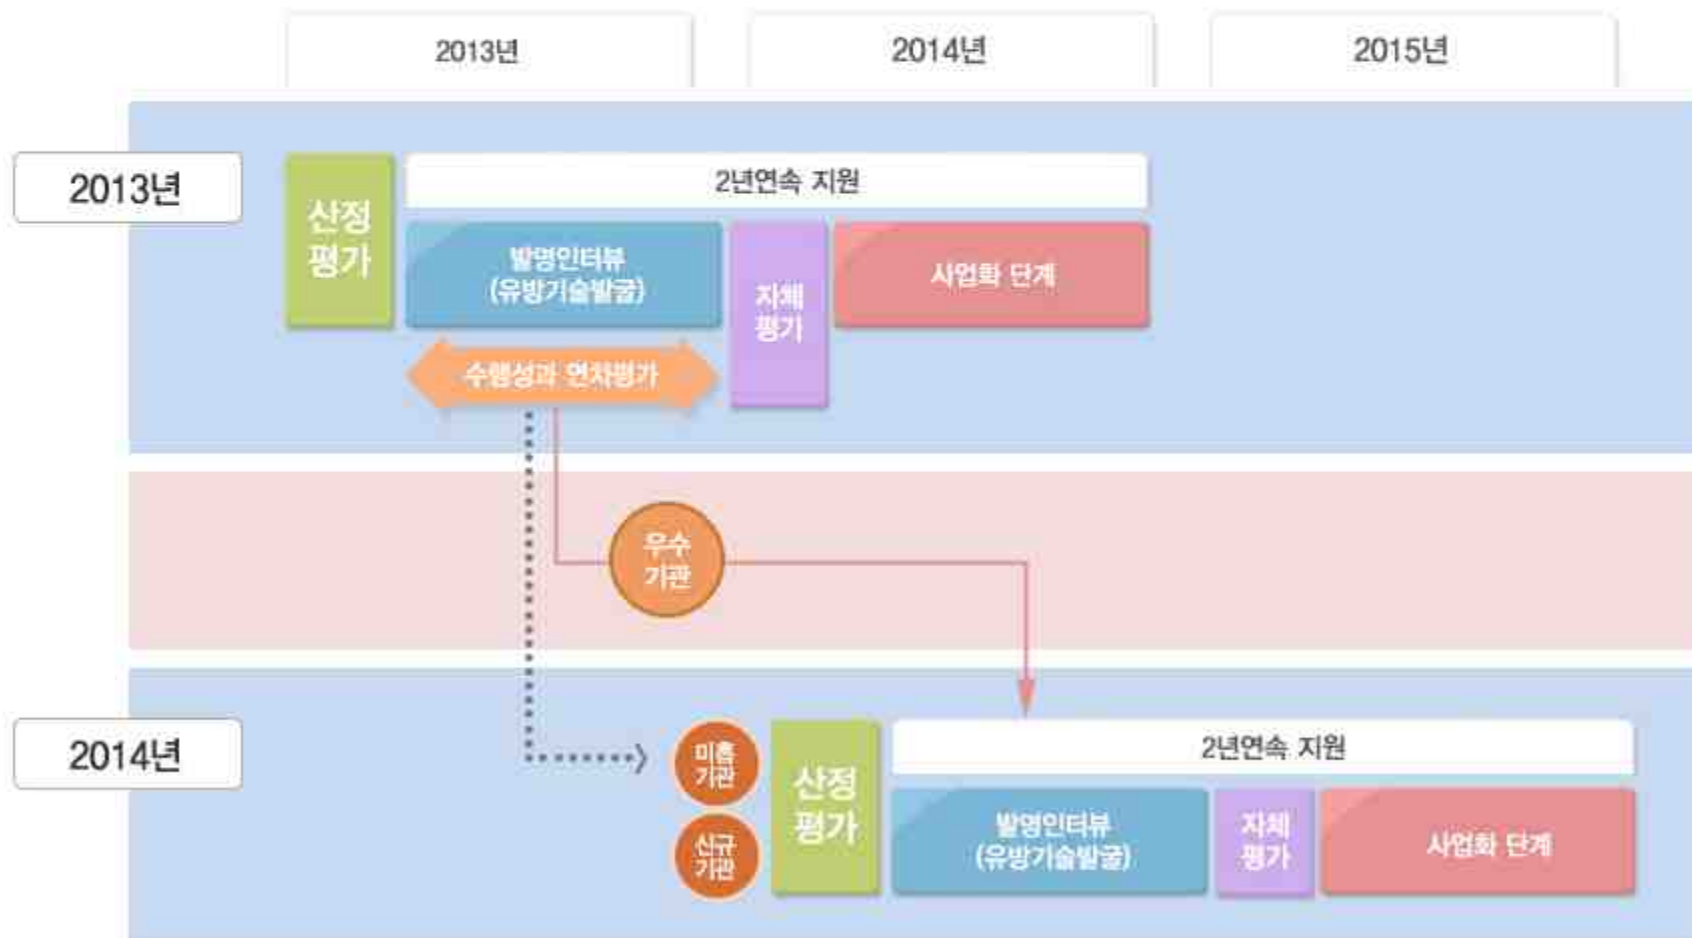 2013년
2014년
2015년
2013년
산정
평가
2년연속 지원
발명인터뷰
(유방기술발굴)
자체
평가
사업화 단계
수행성과 연차평가
우수
기관
2014년
미흡
기관
신규
기관
산정
평가
2년연속 지원
발명인터뷰
(유방기술발굴)
자체
평가
사업화 단계